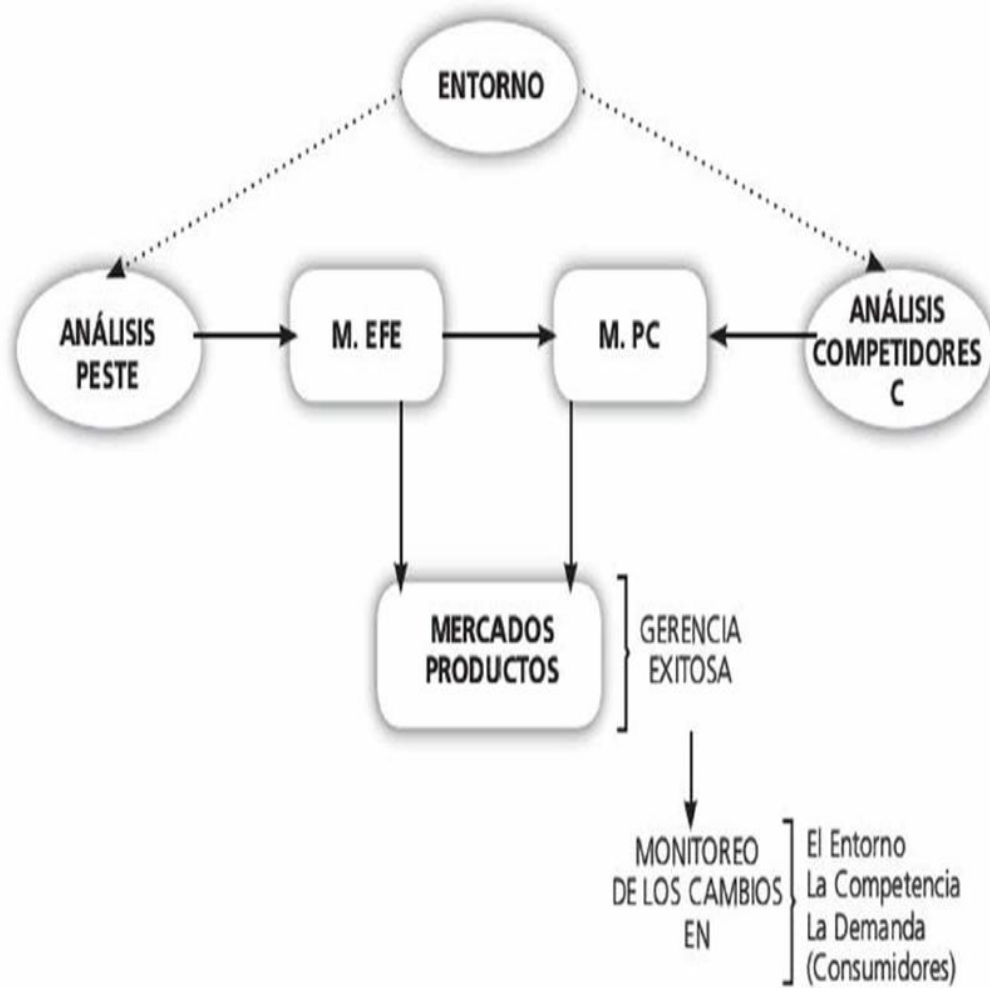 ENTORNO
ANÁLISIS
PESTE
M. EFE
M. PC
ANÁLISIS
COMPETIDORES
C
MERCADOS
PRODUCTOS
GERENCIA
EXITOSA
MONITOREO
DE LOS CAMBIOS
EN
El Entorno
La Competencia
La Demanda
(Consumidores)